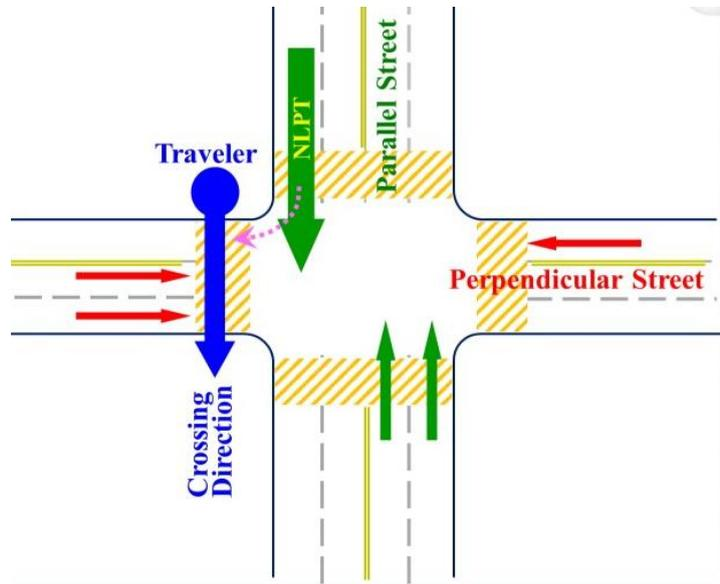 Parallel Street
NLPT
Traveler
Perpendicular Street
Crossing
Direction